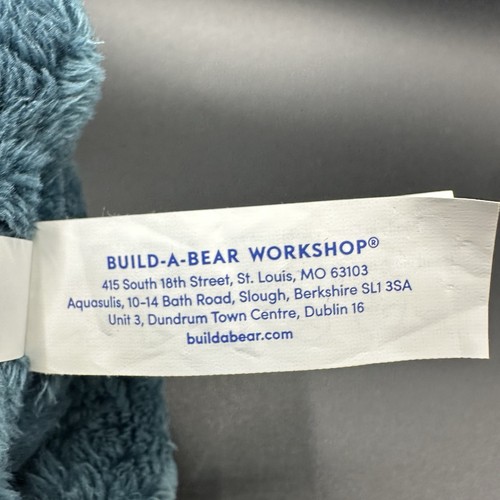 BUILD-A-BEAR WORKSHOP®
415 South 18th Street, St. Louis, MO 63103
Aquasulis, 10-14 Bath Road, Slough, Berkshire SL1 3SA
Unit 3, Dundrum Town Centre, Dublin 16
buildabear.com